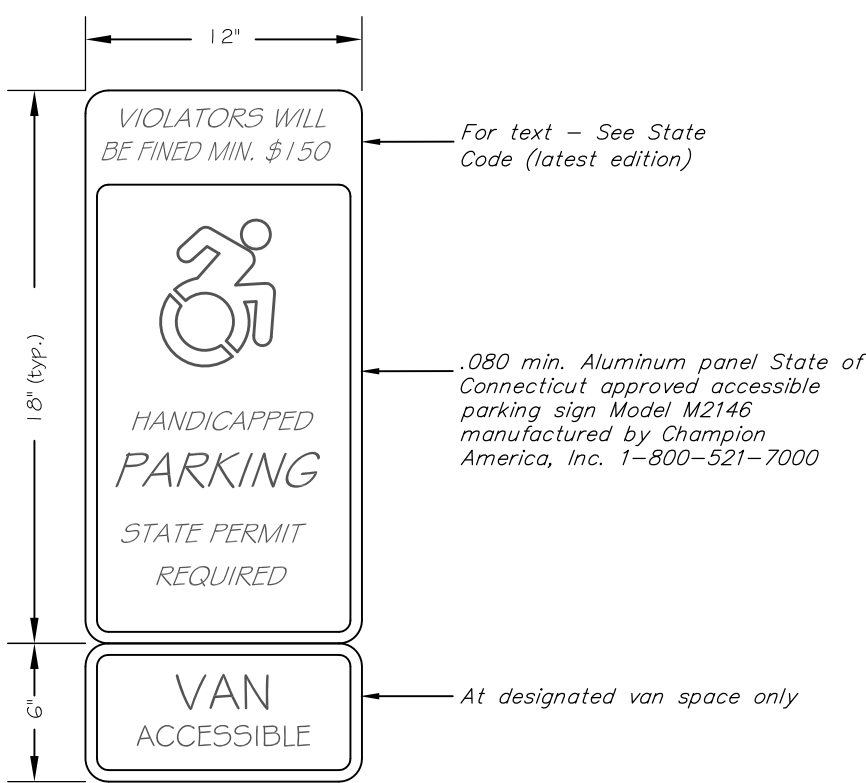 12"
VIOLATORS WILL
BE FINED MIN. $150
For text – See State
Code (latest edition)
18" (typ.)
.080 min. Aluminum panel State of
Connecticut approved accessible
parking sign Model M2146
manufactured by Champion
America, Inc. 1–800–521–7000
HANDICAPPED
PARKING
STATE PERMIT
REQUIRED
6"
VAN
ACCESSIBLE
At designated van space only